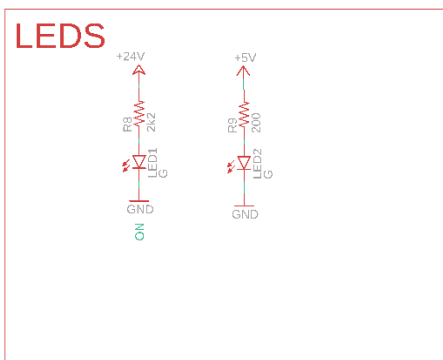 LEDS
+24V
R8
2k2
LED1
G
GND
ON
+5V
R9
200
LED2
G
GND